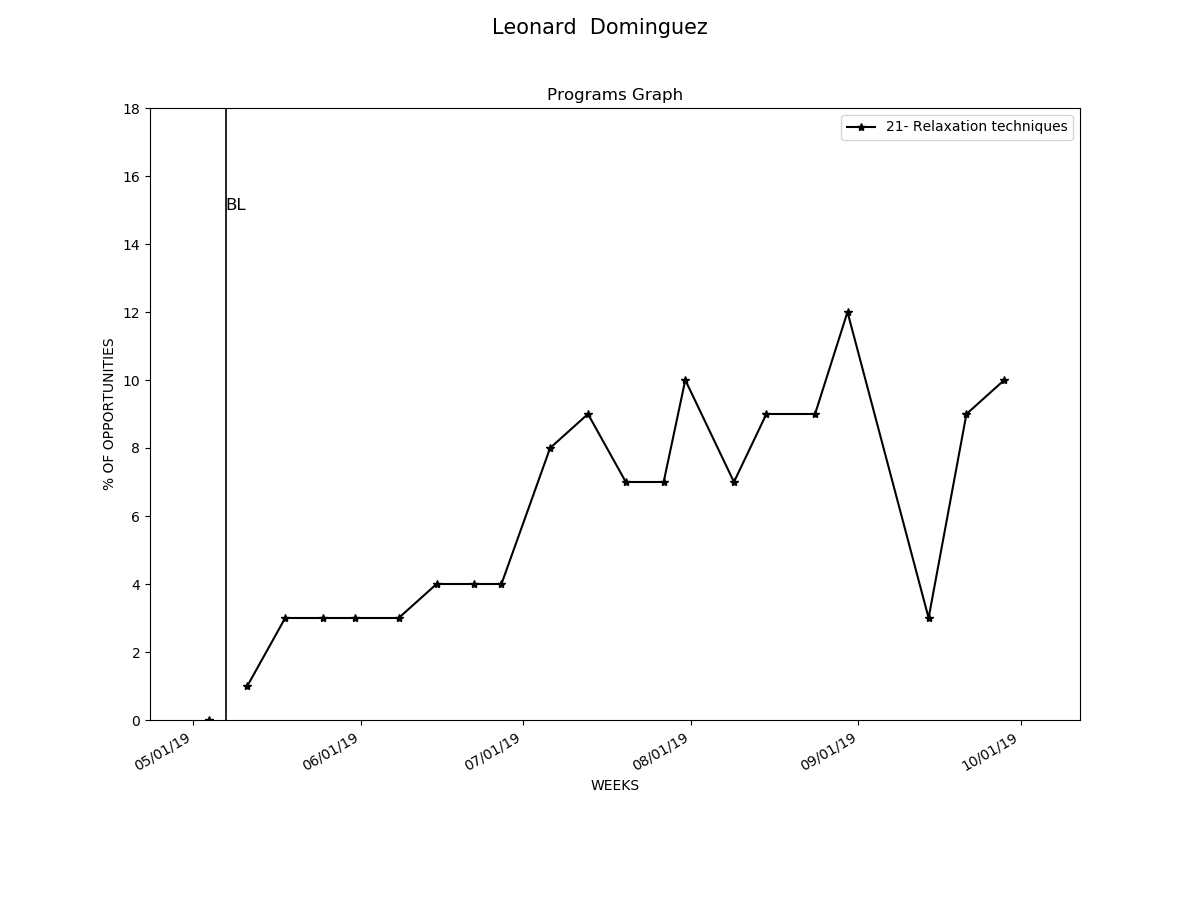 Leonard  Dominguez
Programs Graph
21- Relaxation techniques
BL
% OF OPPORTUNITIES
18
16
14
12
10
8
6
4
2
0
05/01/19
06/01/19
07/01/19
08/01/19
09/01/19
10/01/19
WEEKS